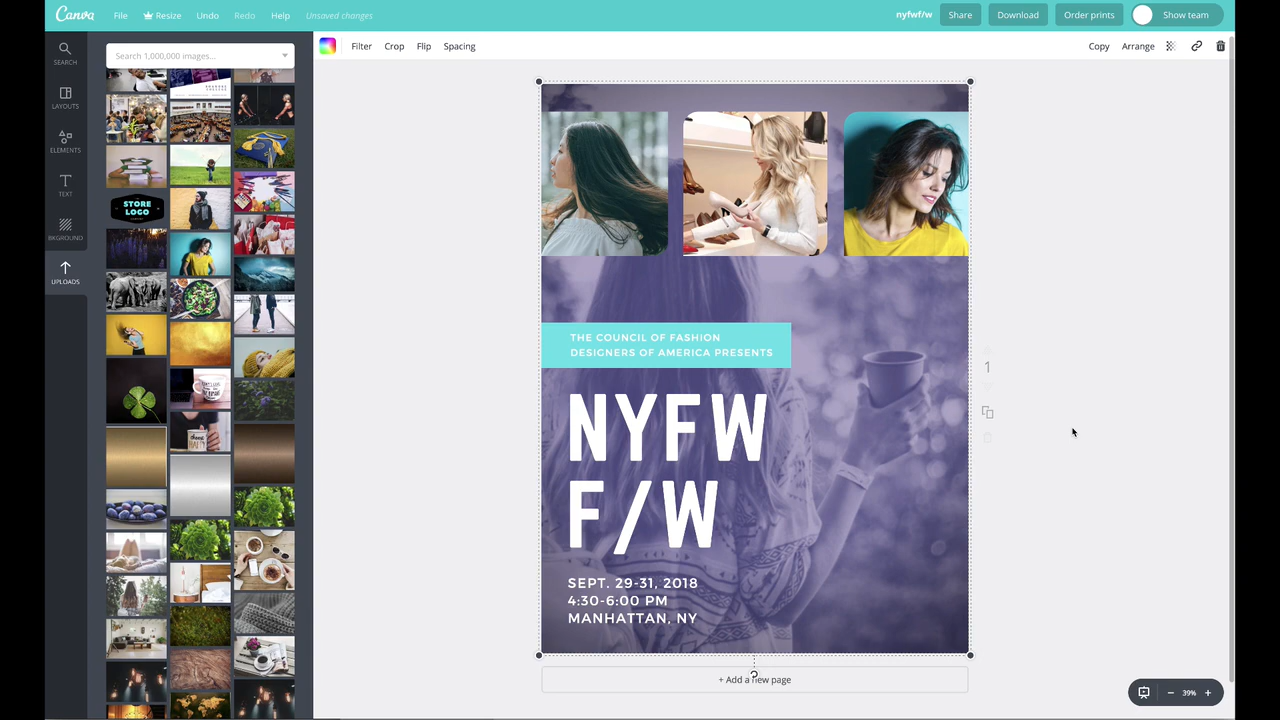 Canva File Resize Undo Redo Help Unsaved changes nyfwf/w Share Download Order prints Show team
Search 1,000,000 images...
Filter Crop Flip Spacing Copy Arrange
SEARCH
LAYOUTS
ELEMENTS
TEXT
BKGROUND
UPLOADS
STORE
LOGO
THE COUNCIL OF FASHION
DESIGNERS OF AMERICA PRESENTS
NYFW
F/W
SEPT. 29-31, 2018
4:30-6:00 PM
MANHATTAN, NY
1
+ Add a new page
39%